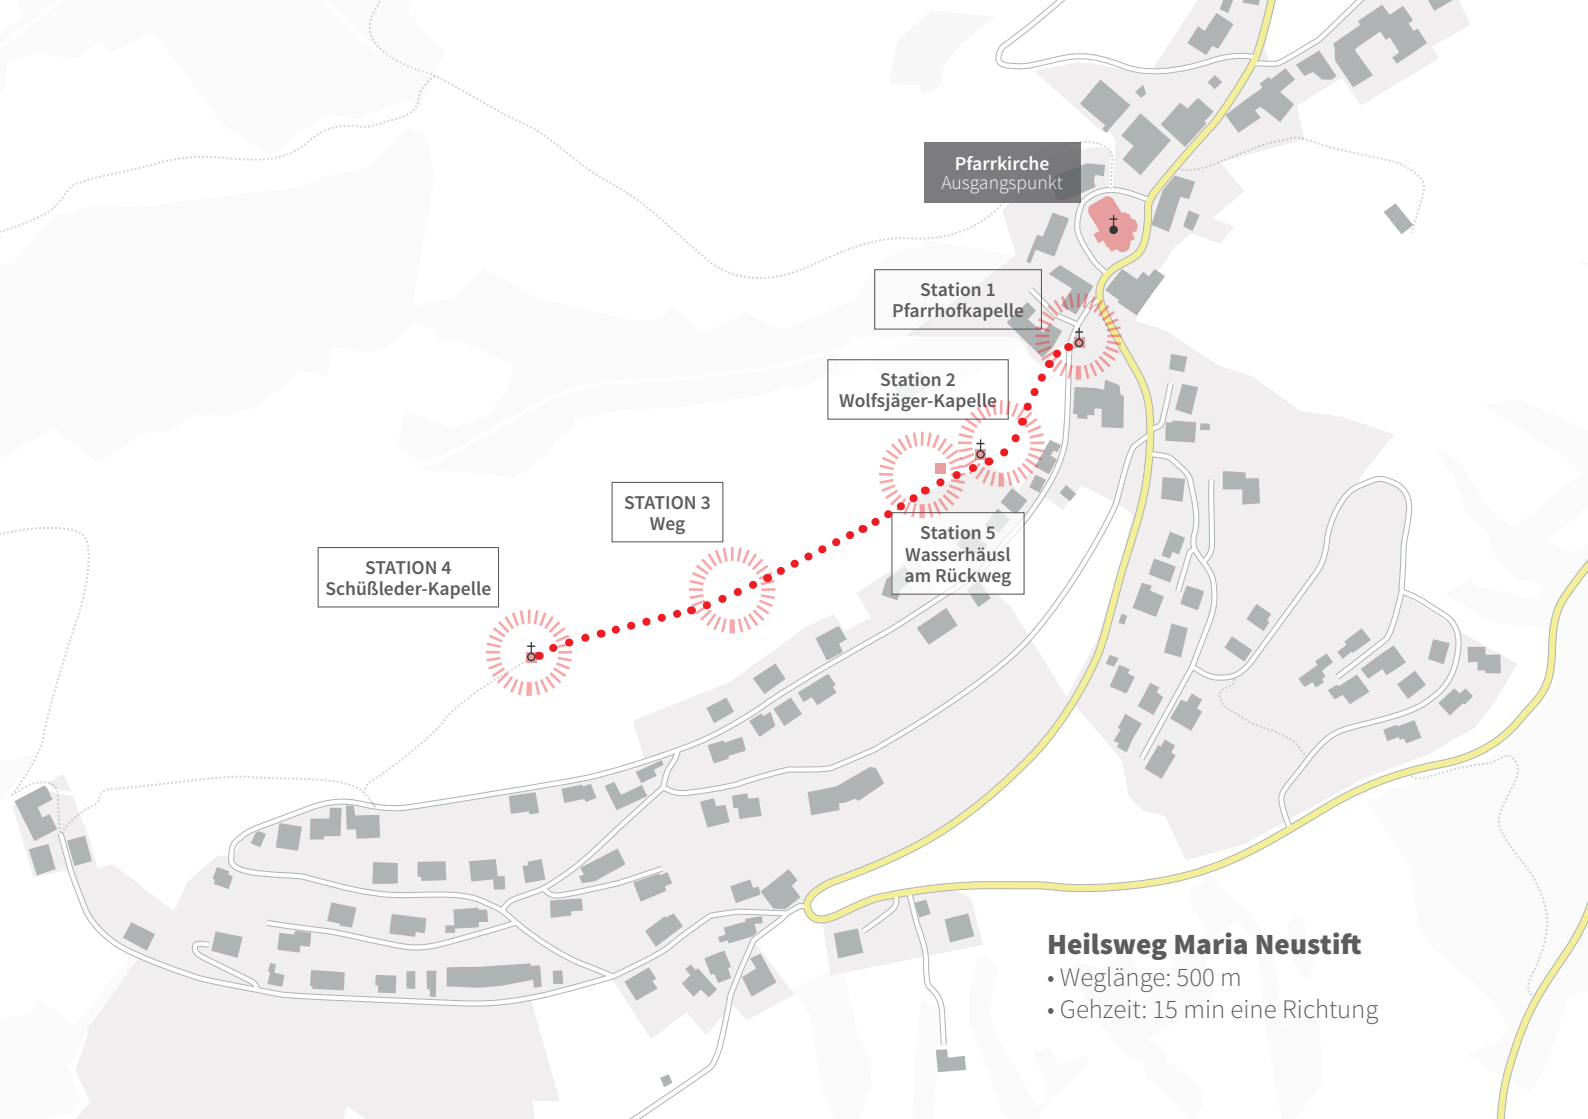 Pfarrkirche
Ausgangspunkt
Station 1
Pfarrhofkapelle
Station 2
Wolfsjäger-Kapelle
STATION 3
Weg
Station 5
Wasserhäusl
am Rückweg
STATION 4
Schüßleder-Kapelle
Heilsweg Maria Neustift
• Weglänge: 500 m
• Gehzeit: 15 min eine Richtung